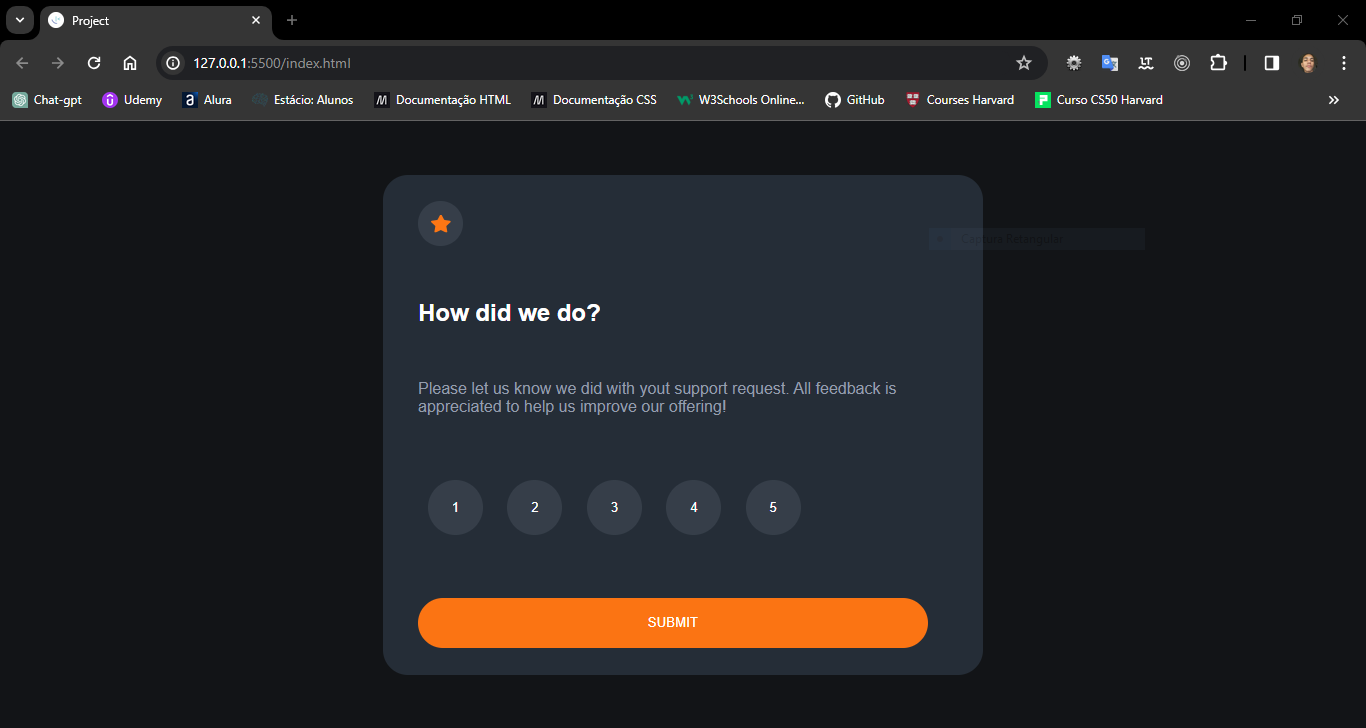 Project
127.0.0.1:5500/index.html
Chat-gpt Udemy Alura Estácio: Alunos Documentação HTML Documentação CSS W3Schools Online... GitHub Courses Harvard Curso CS50 Harvard
Captura Retangular
How did we do?
Please let us know we did with yout support request. All feedback is
appreciated to help us improve our offering!
1 2 3 4 5
SUBMIT